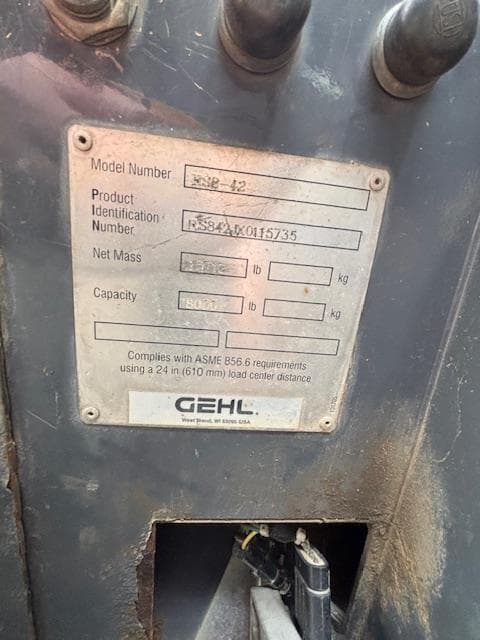 Model Number RS8-42
Product
Identification
Number.
Net Mass lb kg
Capacity 8000 lb kg
Complies with ASME B56.6 requirements
using a 24 in (610 mm) load center distance
GEHL
West Bend, WI 53095 USA